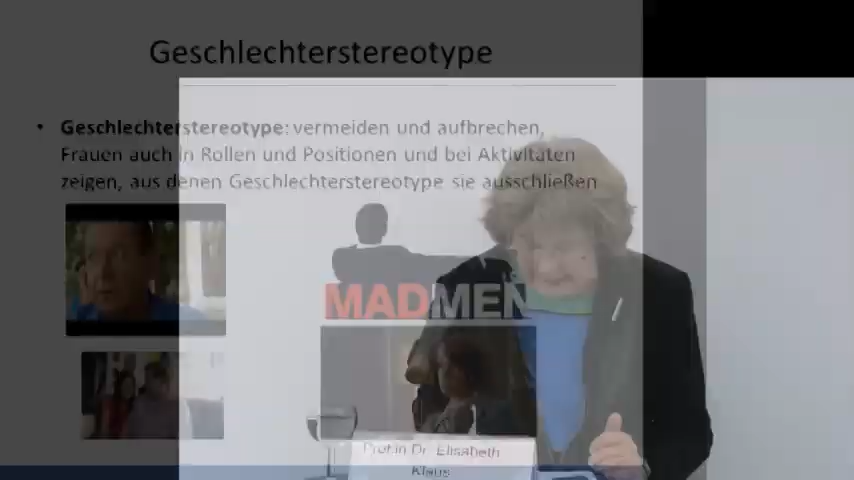 Geschlechterstereotype
• Geschlechterstereotype: vermeiden und aufbrechen,
Frauen auch in Rollen und Positionen und bei Aktivitäten
zeigen, aus denen Geschlechterstereotype sie ausschließen
MADMEN
Prof.in Dr. Elisabeth
Klaus